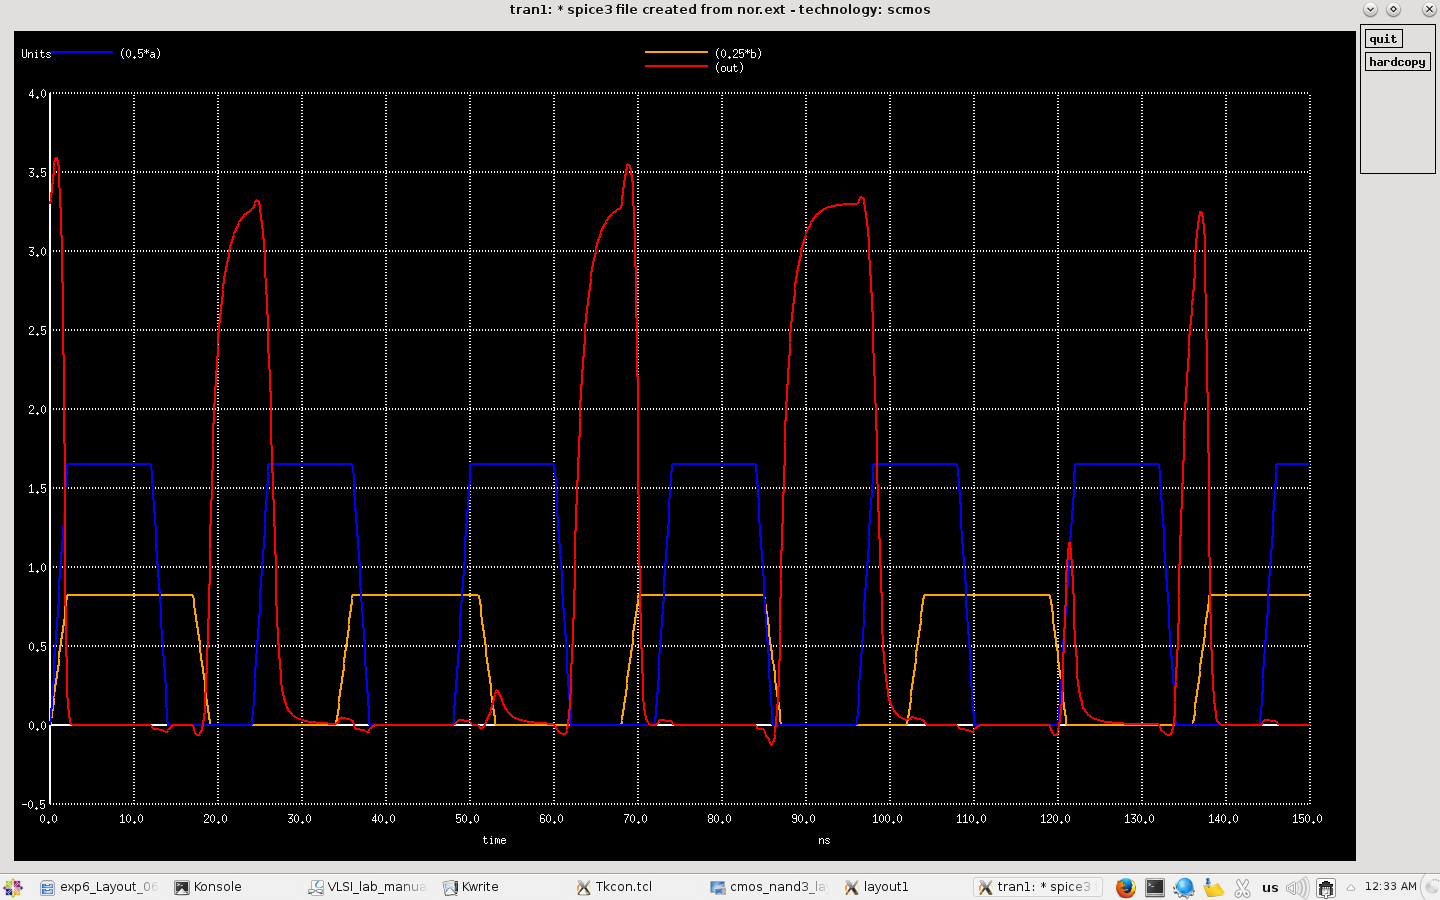 tran1: * spice3 file created from nor.ext - technology: scmos
quit
hardcopy
Units (0.5*a) (0.25*b)
(out)
4.0
3.5
3.0
2.5
2.0
1.5
1.0
0.5
0.0
-0.5
0.0 10.0 20.0 30.0 40.0 50.0 60.0 70.0 80.0 90.0 100.0 110.0 120.0 130.0 140.0 150.0
time ns
exp6_Layout_06 Konsole VLSI_lab_manua Kwrite Tkcon.tcl cmos_nand3_la layout1 tran1: * spice3 us 12:33 AM